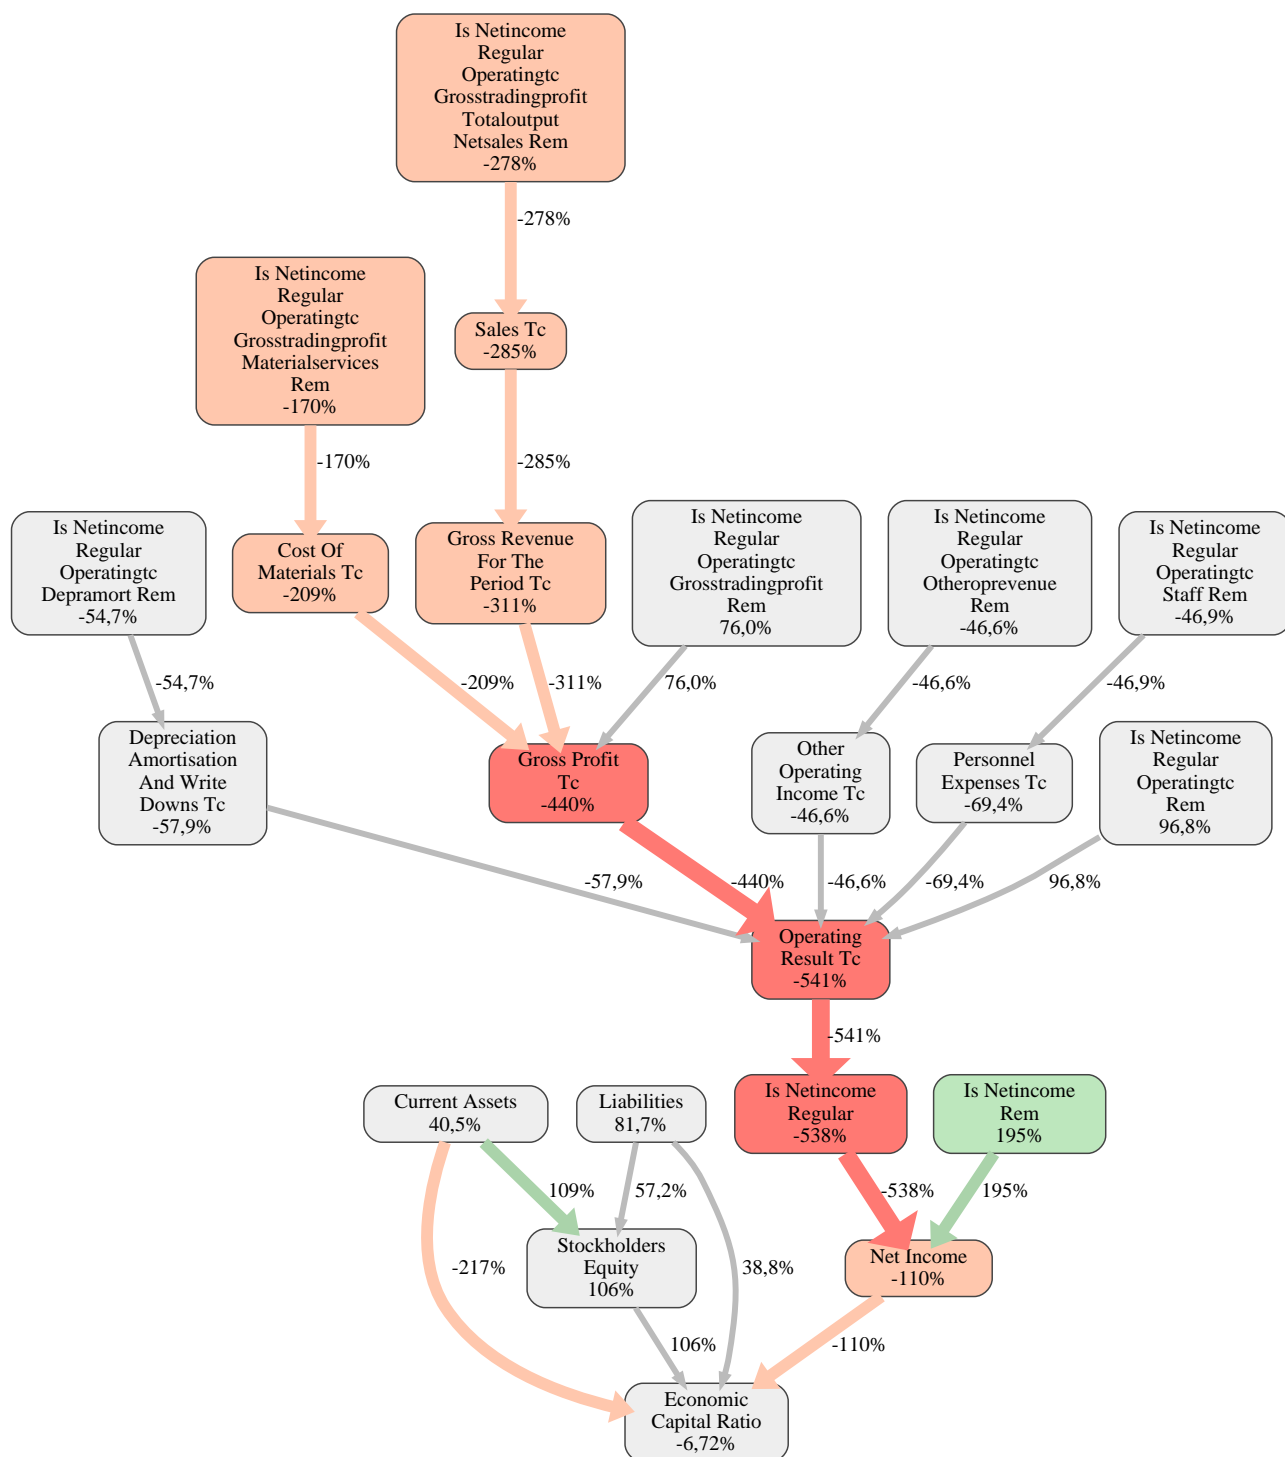 Is Netincome
Regular
Operatingtc
Grosstradingprofit
Totaloutput
Netsales Rem
-278%
-278%
Is Netincome
Regular
Operatingtc
Grosstradingprofit
Materialservices
Rem
-170%
Sales Tc
-285%
-170%
-285%
Is Netincome
Regular
Operatingtc
Depramort Rem
-54,7%
Cost Of
Materials Tc
-209%
Gross Revenue
For The
Period Tc
-311%
Is Netincome
Regular
Operatingtc
Grosstradingprofit
Rem
76,0%
Is Netincome
Regular
Operatingtc
Otheroprevenue
Rem
-46,6%
Is Netincome
Regular
Operatingtc
Staff Rem
-46,9%
-54,7%
-209%
-311%
76,0%
-46,6%
-46,9%
Depreciation
Amortisation
And Write
Downs Tc
-57,9%
Gross Profit
Tc
-440%
Other
Operating
Income Tc
-46,6%
Personnel
Expenses Tc
-69,4%
Is Netincome
Regular
Operatingtc
Rem
96,8%
-57,9%
-440%
-46,6%
-69,4%
96,8%
Operating
Result Tc
-541%
-541%
Current Assets
40,5%
Liabilities
81,7%
Is Netincome
Regular
-538%
Is Netincome
Rem
195%
109%
57,2%
-538%
195%
Stockholders
Equity
106%
Net Income
-110%
-217%
38,8%
106%
-110%
Economic
Capital Ratio
-6,72%